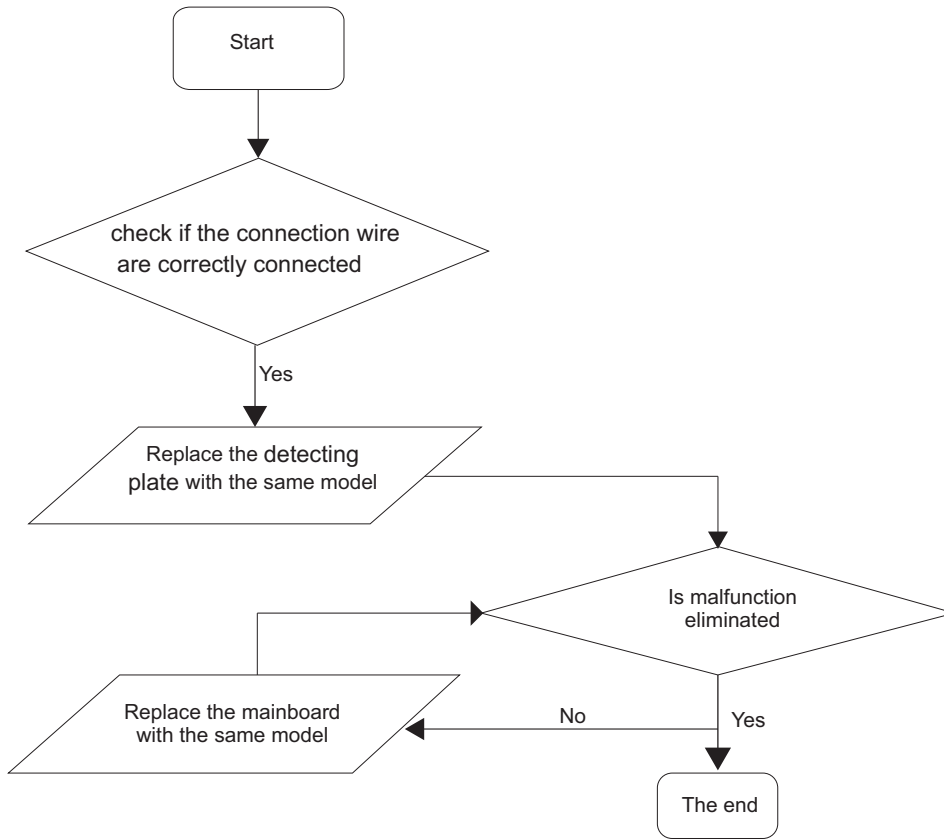 Start
check if the connection wire
are correctly connected
Yes
Replace the detecting
plate with the same model
Is malfunction
eliminated
Replace the mainboard
with the same model
No
Yes
The end